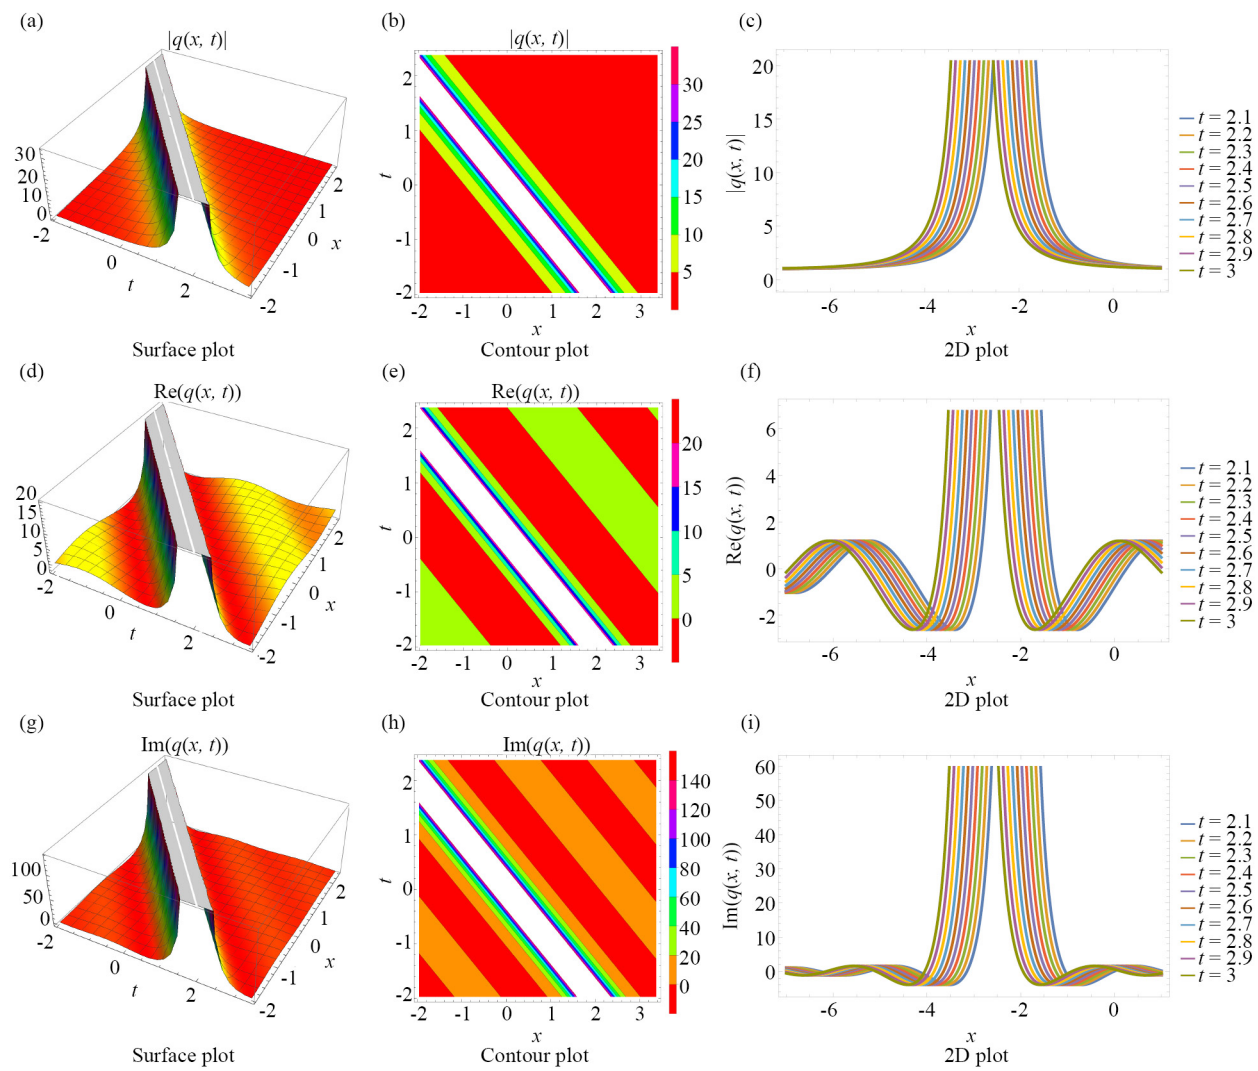 (a)
|q(x, t)|
30
20
10
0
-2
0
2
t
-2
-1
0
1
2
x
Surface plot
(b)
|q(x, t)|
2
1
0
-1
-2
t
-2 -1 0 1 2 3
x
35
30
25
20
15
10
5
Contour plot
(c)
20
15
10
5
0
|q(x, t)|
-6 -4 -2 0
x
t = 2.1
t = 2.2
t = 2.3
t = 2.4
t = 2.5
t = 2.6
t = 2.7
t = 2.8
t = 2.9
t = 3
2D plot
(d)
Re(q(x, t))
20
15
10
5
0
-2
0
2
t
-2
-1
0
1
2
x
Surface plot
(e)
Re(q(x, t))
2
1
0
-1
-2
t
-2 -1 0 1 2 3
x
20
15
10
5
0
Contour plot
(f)
6
4
2
0
-2
Re(q(x, t))
-6 -4 -2 0
x
t = 2.1
t = 2.2
t = 2.3
t = 2.4
t = 2.5
t = 2.6
t = 2.7
t = 2.8
t = 2.9
t = 3
2D plot
(g)
Im(q(x, t))
100
50
0
-2
0
2
t
-2
-1
0
1
2
x
Surface plot
(h)
Im(q(x, t))
2
1
0
-1
-2
t
-2 -1 0 1 2 3
x
140
120
100
80
60
40
20
0
Contour plot
(i)
60
50
40
30
20
10
0
Im(q(x, t))
-6 -4 -2 0
x
t = 2.1
t = 2.2
t = 2.3
t = 2.4
t = 2.5
t = 2.6
t = 2.7
t = 2.8
t = 2.9
t = 3
2D plot